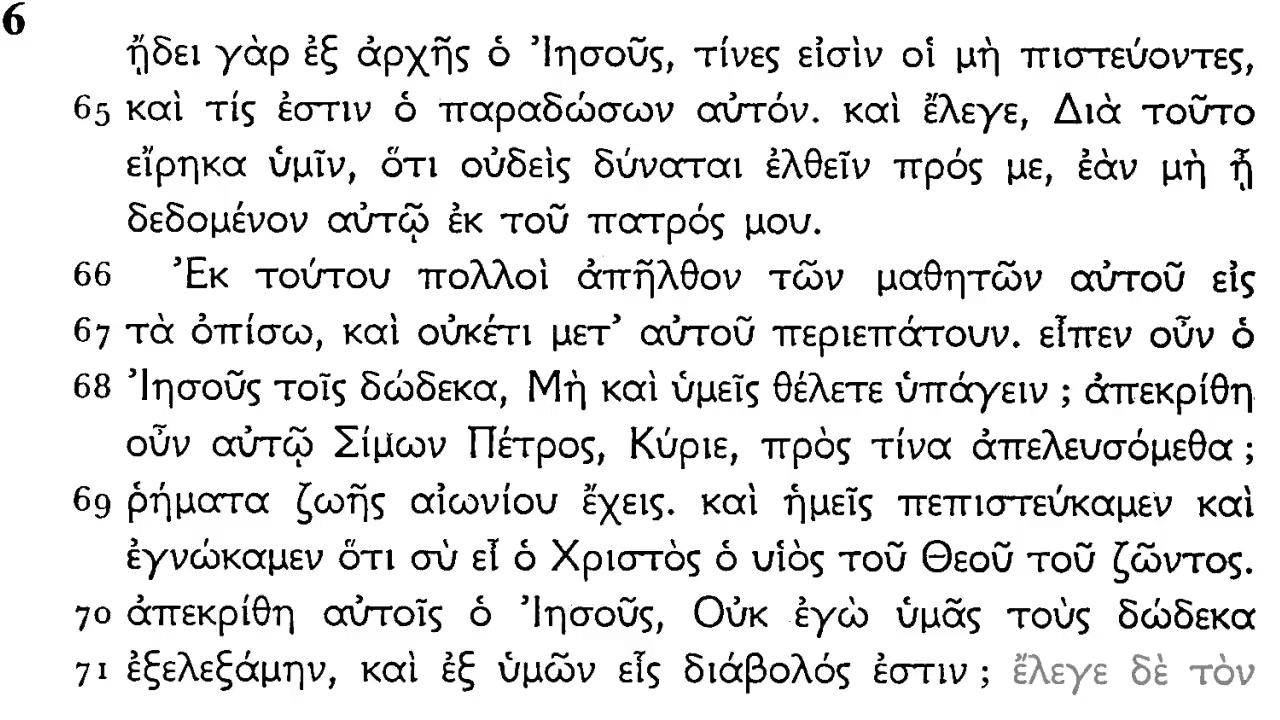 6
ᾔδει γὰρ ἐξ ἀρχῆς ὁ Ἰησοῦς, τίνες εἰσὶν οἱ μὴ πιστεύοντες,
65 καὶ τίς ἐστιν ὁ παραδώσων αὐτόν. καὶ ἔλεγε, Διὰ τοῦτο
εἴρηκα ὑμῖν, ὅτι οὐδεὶς δύναται ἐλθεῖν πρός με, ἐὰν μὴ ᾖ
δεδομένον αὐτῷ ἐκ τοῦ πατρός μου.
66 Ἐκ τούτου πολλοὶ ἀπῆλθον τῶν μαθητῶν αὐτοῦ εἰς
67 τὰ ὀπίσω, καὶ οὐκέτι μετ’ αὐτοῦ περιεπάτουν. εἶπεν οὖν ὁ
68 Ἰησοῦς τοῖς δώδεκα, Μὴ καὶ ὑμεῖς θέλετε ὑπάγειν ; ἀπεκρίθη
οὖν αὐτῷ Σίμων Πέτρος, Κύριε, πρὸς τίνα ἀπελευσόμεθα ;
69 ῥήματα ζωῆς αἰωνίου ἔχεις. καὶ ἡμεῖς πεπιστεύκαμεν καὶ
ἐγνώκαμεν ὅτι σὺ εἶ ὁ Χριστὸς ὁ υἱὸς τοῦ Θεοῦ τοῦ ζῶντος.
70 ἀπεκρίθη αὐτοῖς ὁ Ἰησοῦς, Οὐκ ἐγὼ ὑμᾶς τοὺς δώδεκα
71 ἐξελεξάμην, καὶ ἐξ ὑμῶν εἷς διάβολός ἐστιν ; ἔλεγε δὲ τὸν